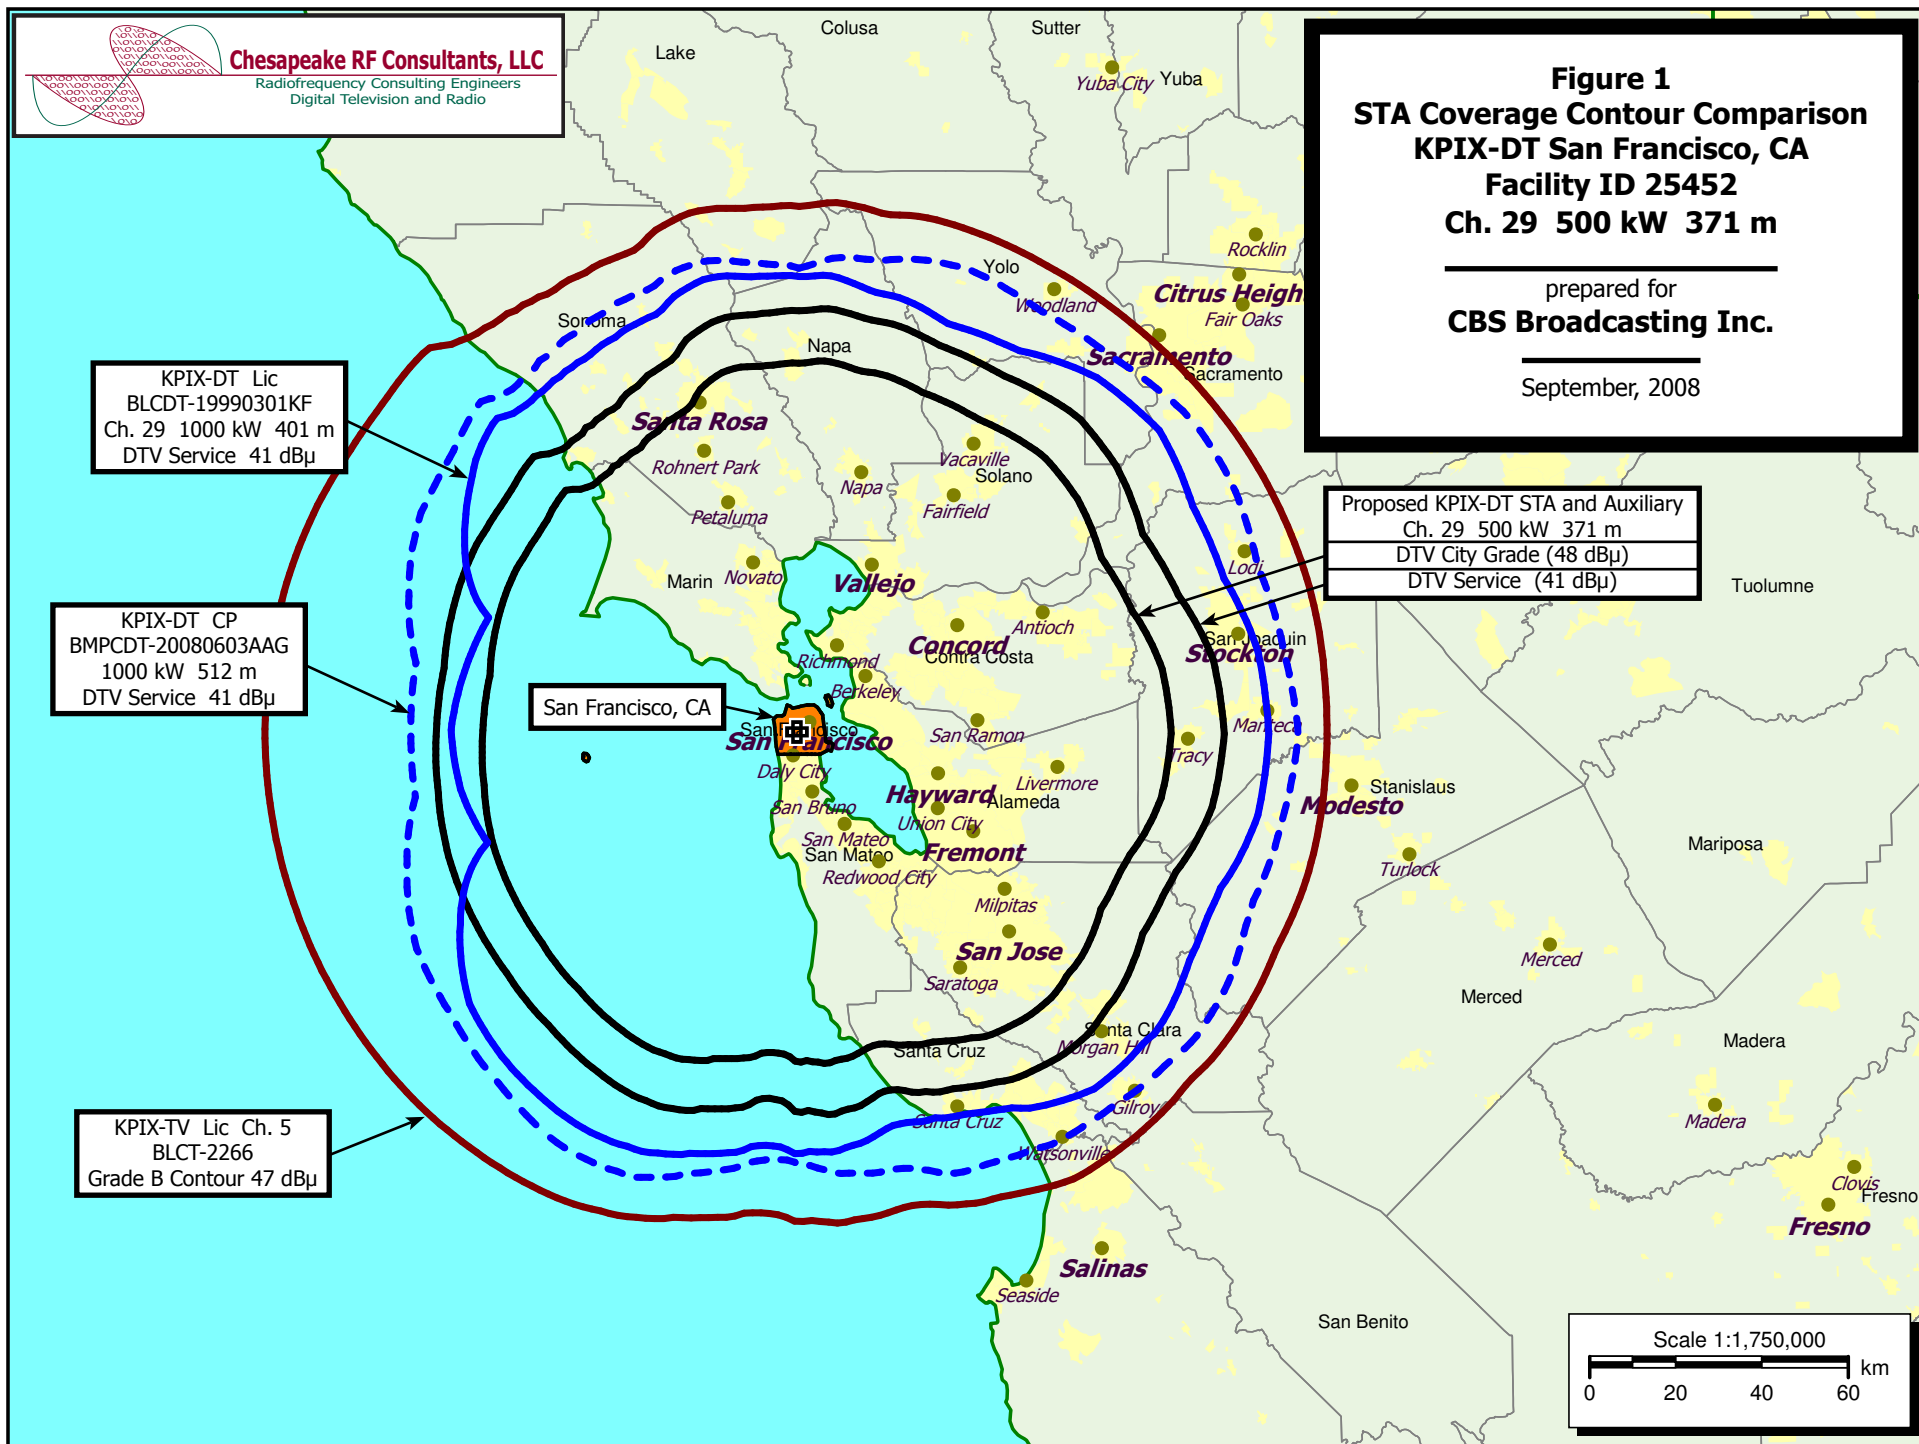 Chesapeake RF Consultants, LLC
Radiofrequency Consulting Engineers
Digital Television and Radio
Figure 1
STA Coverage Contour Comparison
KPIX-DT San Francisco, CA
Facility ID 25452
Ch. 29 500 kW 371 m
prepared for
CBS Broadcasting Inc.
September, 2008
Colusa
Sutter
Lake
Yuba City
Yuba
Rocklin
Yolo
Citrus Heigh
Woodland
Fair Oaks
Sonoma
Napa
Sacramento
Sacramento
KPIX-DT Lic
BLCDT-19990301KF
Ch. 29 1000 kW 401 m
DTV Service 41 dBµ
Santa Rosa
Rohnert Park
Vacaville
Solano
Napa
Fairfield
Petaluma
Proposed KPIX-DT STA and Auxiliary
Ch. 29 500 kW 371 m
DTV City Grade (48 dBµ)
DTV Service (41 dBµ)
Lodi
Marin
Novato
Vallejo
Tuolumne
KPIX-DT CP
BMPCDT-20080603AAG
1000 kW 512 m
DTV Service 41 dBµ
Antioch
Concord
Contra Costa
San Joaquin
Stockton
Richmond
Berkeley
San Francisco, CA
San Francisco
San Francisco
San Ramon
Manteca
Tracy
Daly City
Livermore
Stanislaus
Hayward
Alameda
Modesto
San Bruno
Union City
San Mateo
San Mateo
Fremont
Mariposa
Turlock
Redwood City
Milpitas
San Jose
Merced
Saratoga
Merced
Santa Clara
Morgan Hill
Santa Cruz
Madera
Gilroy
Santa Cruz
Madera
KPIX-TV Lic Ch. 5
BLCT-2266
Grade B Contour 47 dBµ
Watsonville
Clovis
Fresno
Fresno
Salinas
Seaside
San Benito
Scale 1:1,750,000
km
0 20 40 60